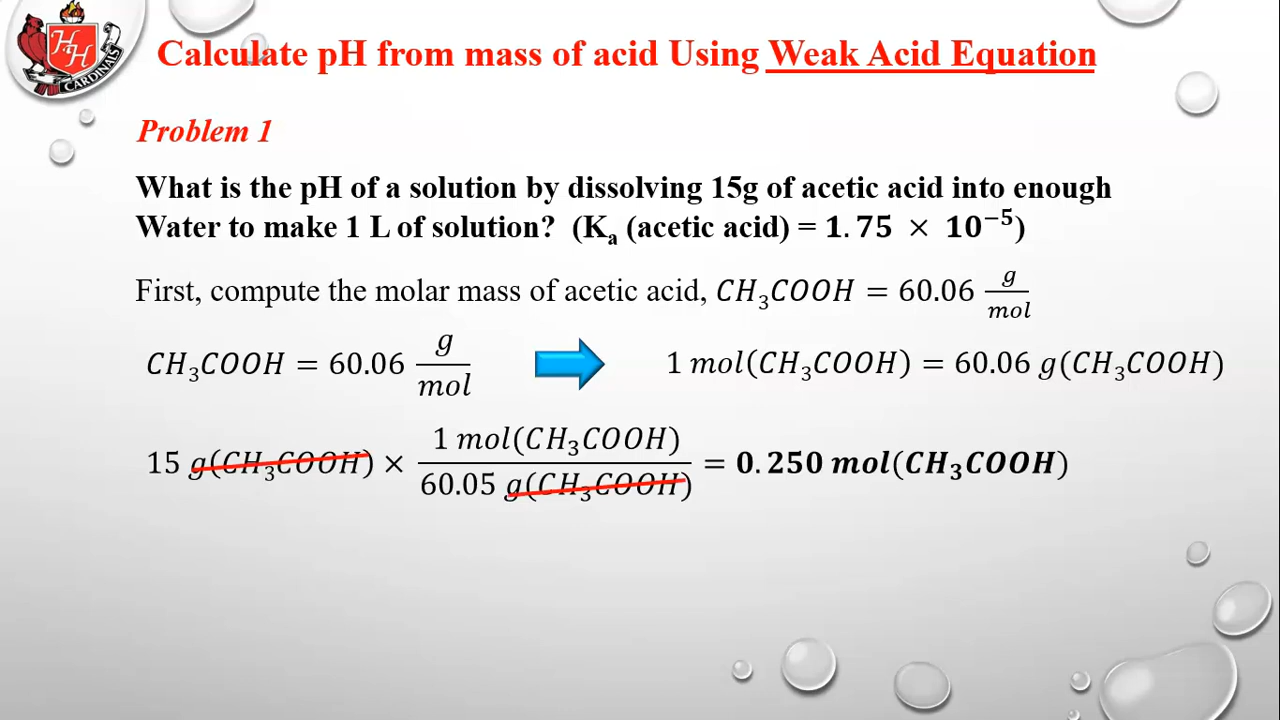 HH
CARDINALS
Calculate pH from mass of acid Using Weak Acid Equation
Problem 1
What is the pH of a solution by dissolving 15g of acetic acid into enough
Water to make 1 L of solution? (Kₐ (acetic acid) = 1.75 × 10⁻⁵)
First, compute the molar mass of acetic acid, CH₃COOH = 60.06 g/mol
CH₃COOH = 60.06 g/mol 1 mol(CH₃COOH) = 60.06 g(CH₃COOH)
15 g(CH₃COOH) × 1 mol(CH₃COOH)/60.05 g(CH₃COOH) = 0.250 mol(CH₃COOH)